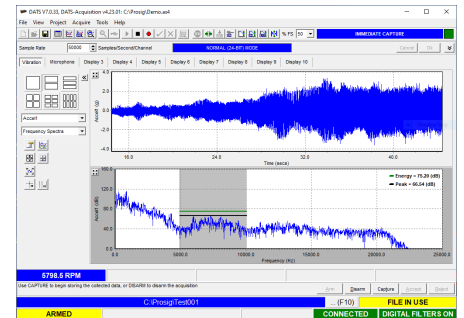 DATS V7.0.33, DATS-Acquisition v4.23.01: C:\Prosig\Demo.ex4
File View Project Acquire Tools Help
% FS 50 IMMEDIATE CAPTURE
Sample Rate 50000 Samples/Second/Channel NORMAL (24-BIT) MODE Cancel Ok
Vibration Microphone Display 3 Display 4 Display 5 Display 6 Display 7 Display 8 Display 9 Display 10
Accel1
Frequency Spectra
Accel1 (g)
4.0
2.0
0.0
-2.0
-4.0
16.0 24.0 32.0 40.0
Time (secs)
Accel1 (dB)
160.0
120.0
80.0
40.0
0.0
Energy = 75.20 (dB)
Peak = 66.54 (dB)
0.0 5000.0 10000.0 15000.0 20000.0 25000.0
Frequency (Hz)
5798.5 RPM
Use CAPTURE to begin storing the collected data, or DISARM to disarm the acquisition
Arm Disarm Capture Accept Reject
C:\Prosig\Test001 ... (F10) FILE IN USE
ARMED CONNECTED DIGITAL FILTERS ON